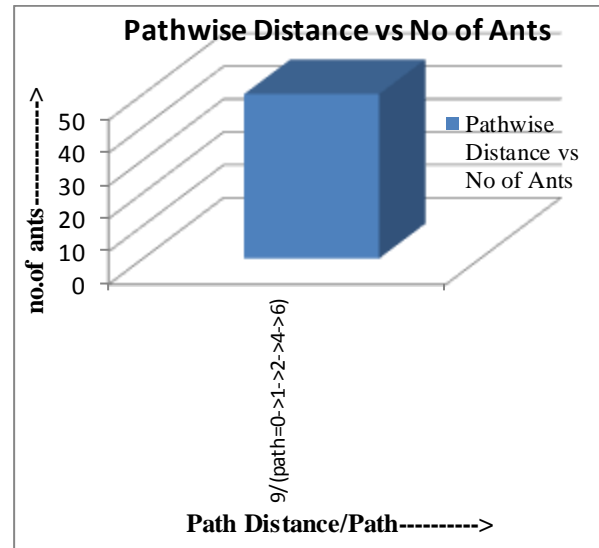 Pathwise Distance vs No of Ants
no.of ants------------>
50
40
30
20
10
0
Pathwise
Distance vs
No of Ants
9/(path=0->1->2->4->6)
Path Distance/Path---------->